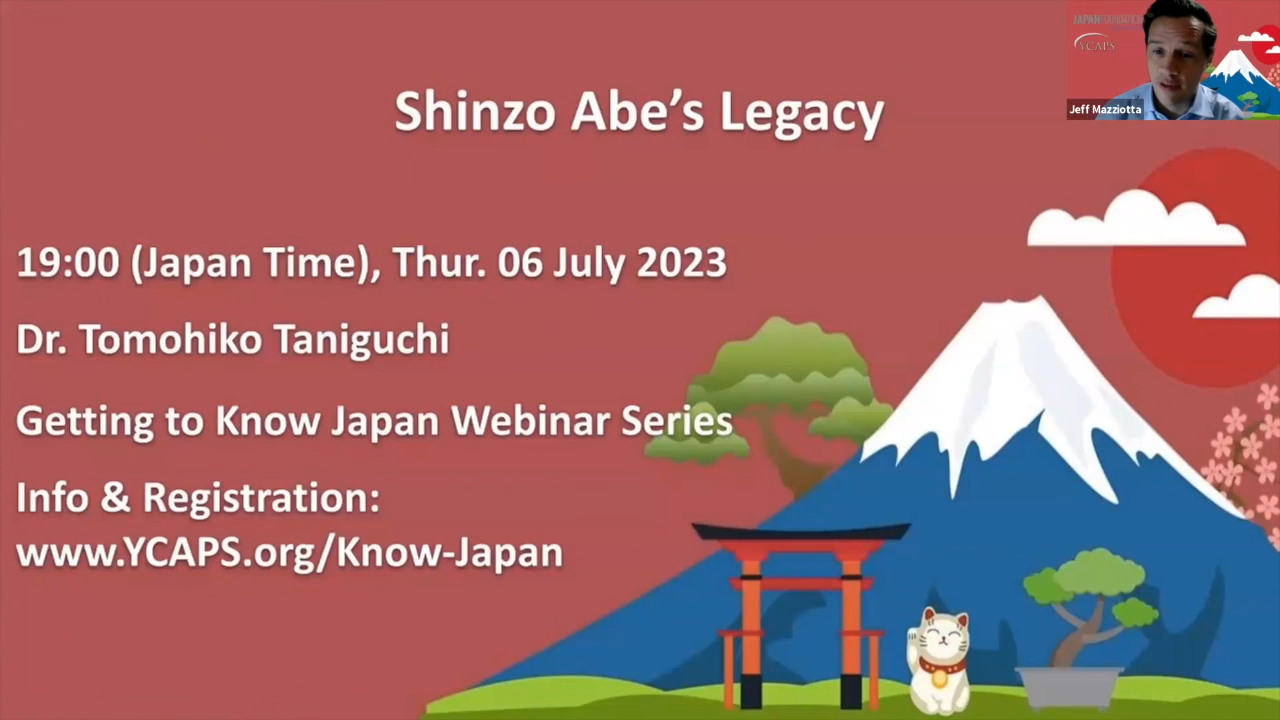 Shinzo Abe's Legacy
JAPANFOUNDATION
YCAPS
Jeff Mazziotta
19:00 (Japan Time), Thur. 06 July 2023
Dr. Tomohiko Taniguchi
Getting to Know Japan Webinar Series
Info & Registration:
www.YCAPS.org/Know-Japan